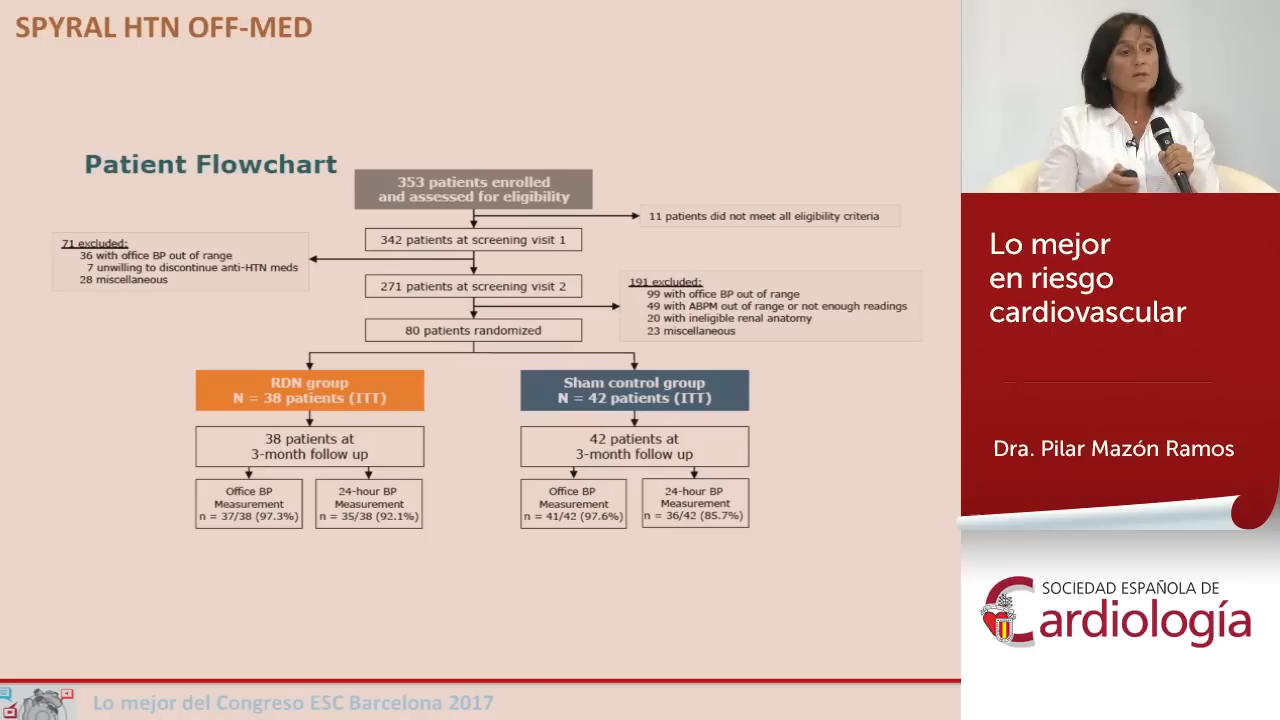 SPYRAL HTN OFF-MED
Patient Flowchart
353 patients enrolled
and assessed for eligibility
11 patients did not meet all eligibility criteria
342 patients at screening visit 1
71 excluded:
36 with office BP out of range
7 unwilling to discontinue anti-HTN meds
28 miscellaneous
271 patients at screening visit 2
191 excluded:
99 with office BP out of range
49 with ABPM out of range or not enough readings
20 with ineligible renal anatomy
23 miscellaneous
80 patients randomized
RDN group
N = 38 patients (ITT)
Sham control group
N = 42 patients (ITT)
38 patients at
3-month follow up
42 patients at
3-month follow up
Office BP
Measurement
n = 37/38 (97.3%)
24-hour BP
Measurement
n = 35/38 (92.1%)
Office BP
Measurement
n = 41/42 (97.6%)
24-hour BP
Measurement
n = 36/42 (85.7%)
Lo mejor del Congreso ESC Barcelona 2017
Lo mejor
en riesgo
cardiovascular
Dra. Pilar Mazón Ramos
SOCIEDAD ESPAÑOLA DE
Cardiología